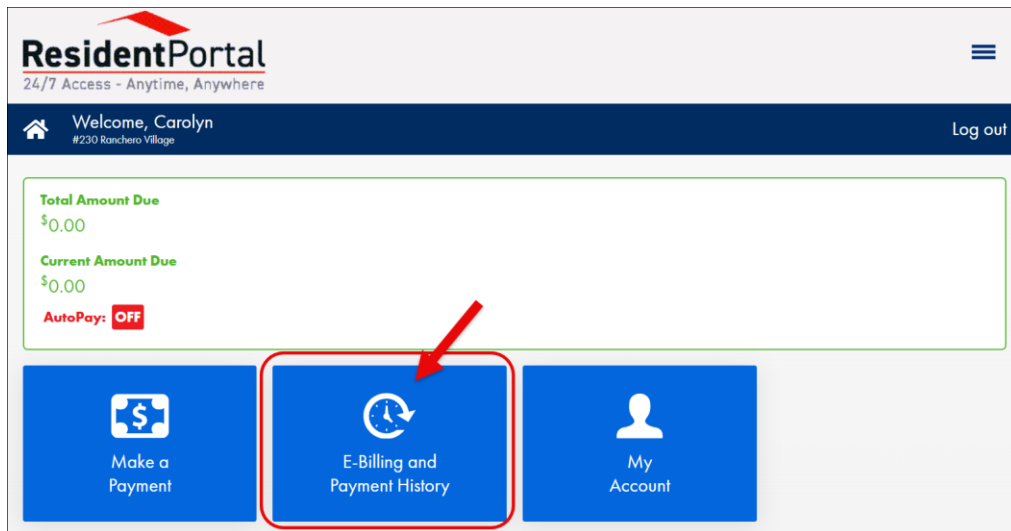 ResidentPortal
24/7 Access - Anytime, Anywhere
Welcome, Carolyn
#230 Ranchero Village
Log out
Total Amount Due
$0.00
Current Amount Due
$0.00
AutoPay: OFF
$
Make a
Payment
E-Billing and
Payment History
My
Account